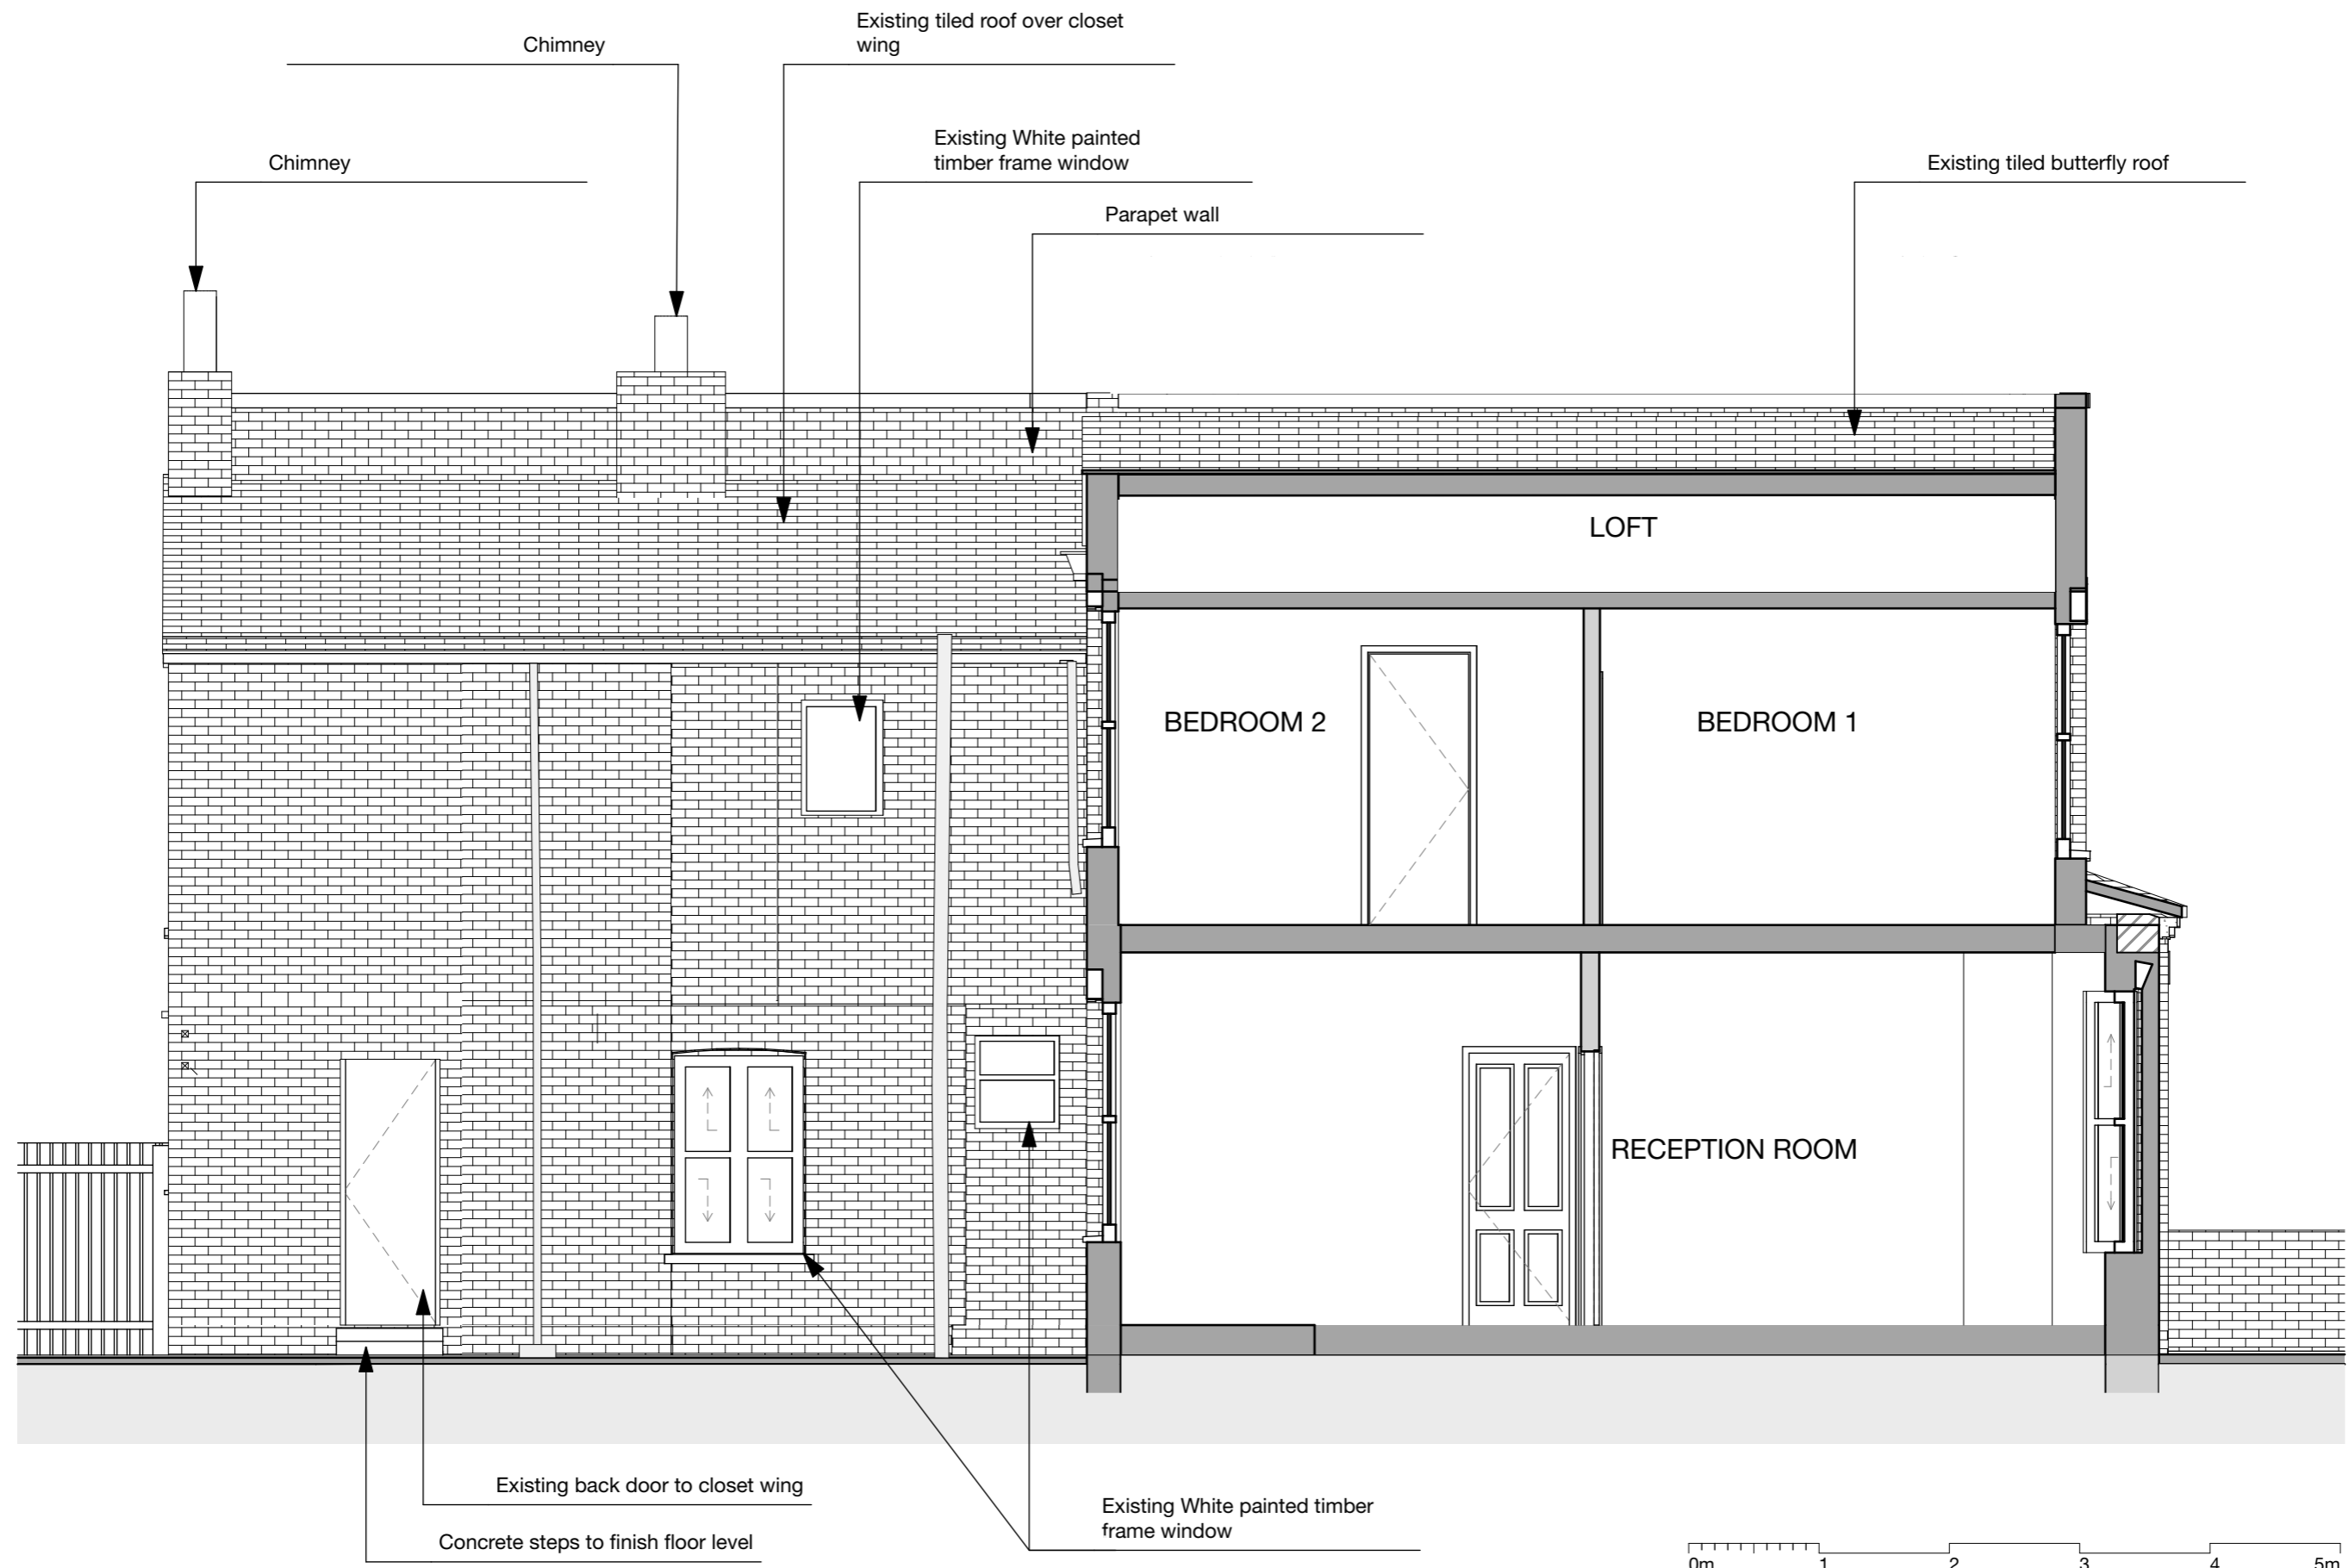 Existing tiled roof over closet
wing
Chimney
Existing White painted
timber frame window
Chimney
Existing tiled butterfly roof
Parapet wall
LOFT
BEDROOM 2
BEDROOM 1
RECEPTION ROOM
Existing back door to closet wing
Existing White painted timber
frame window
Concrete steps to finish floor level
0m 1 2 3 4 5m